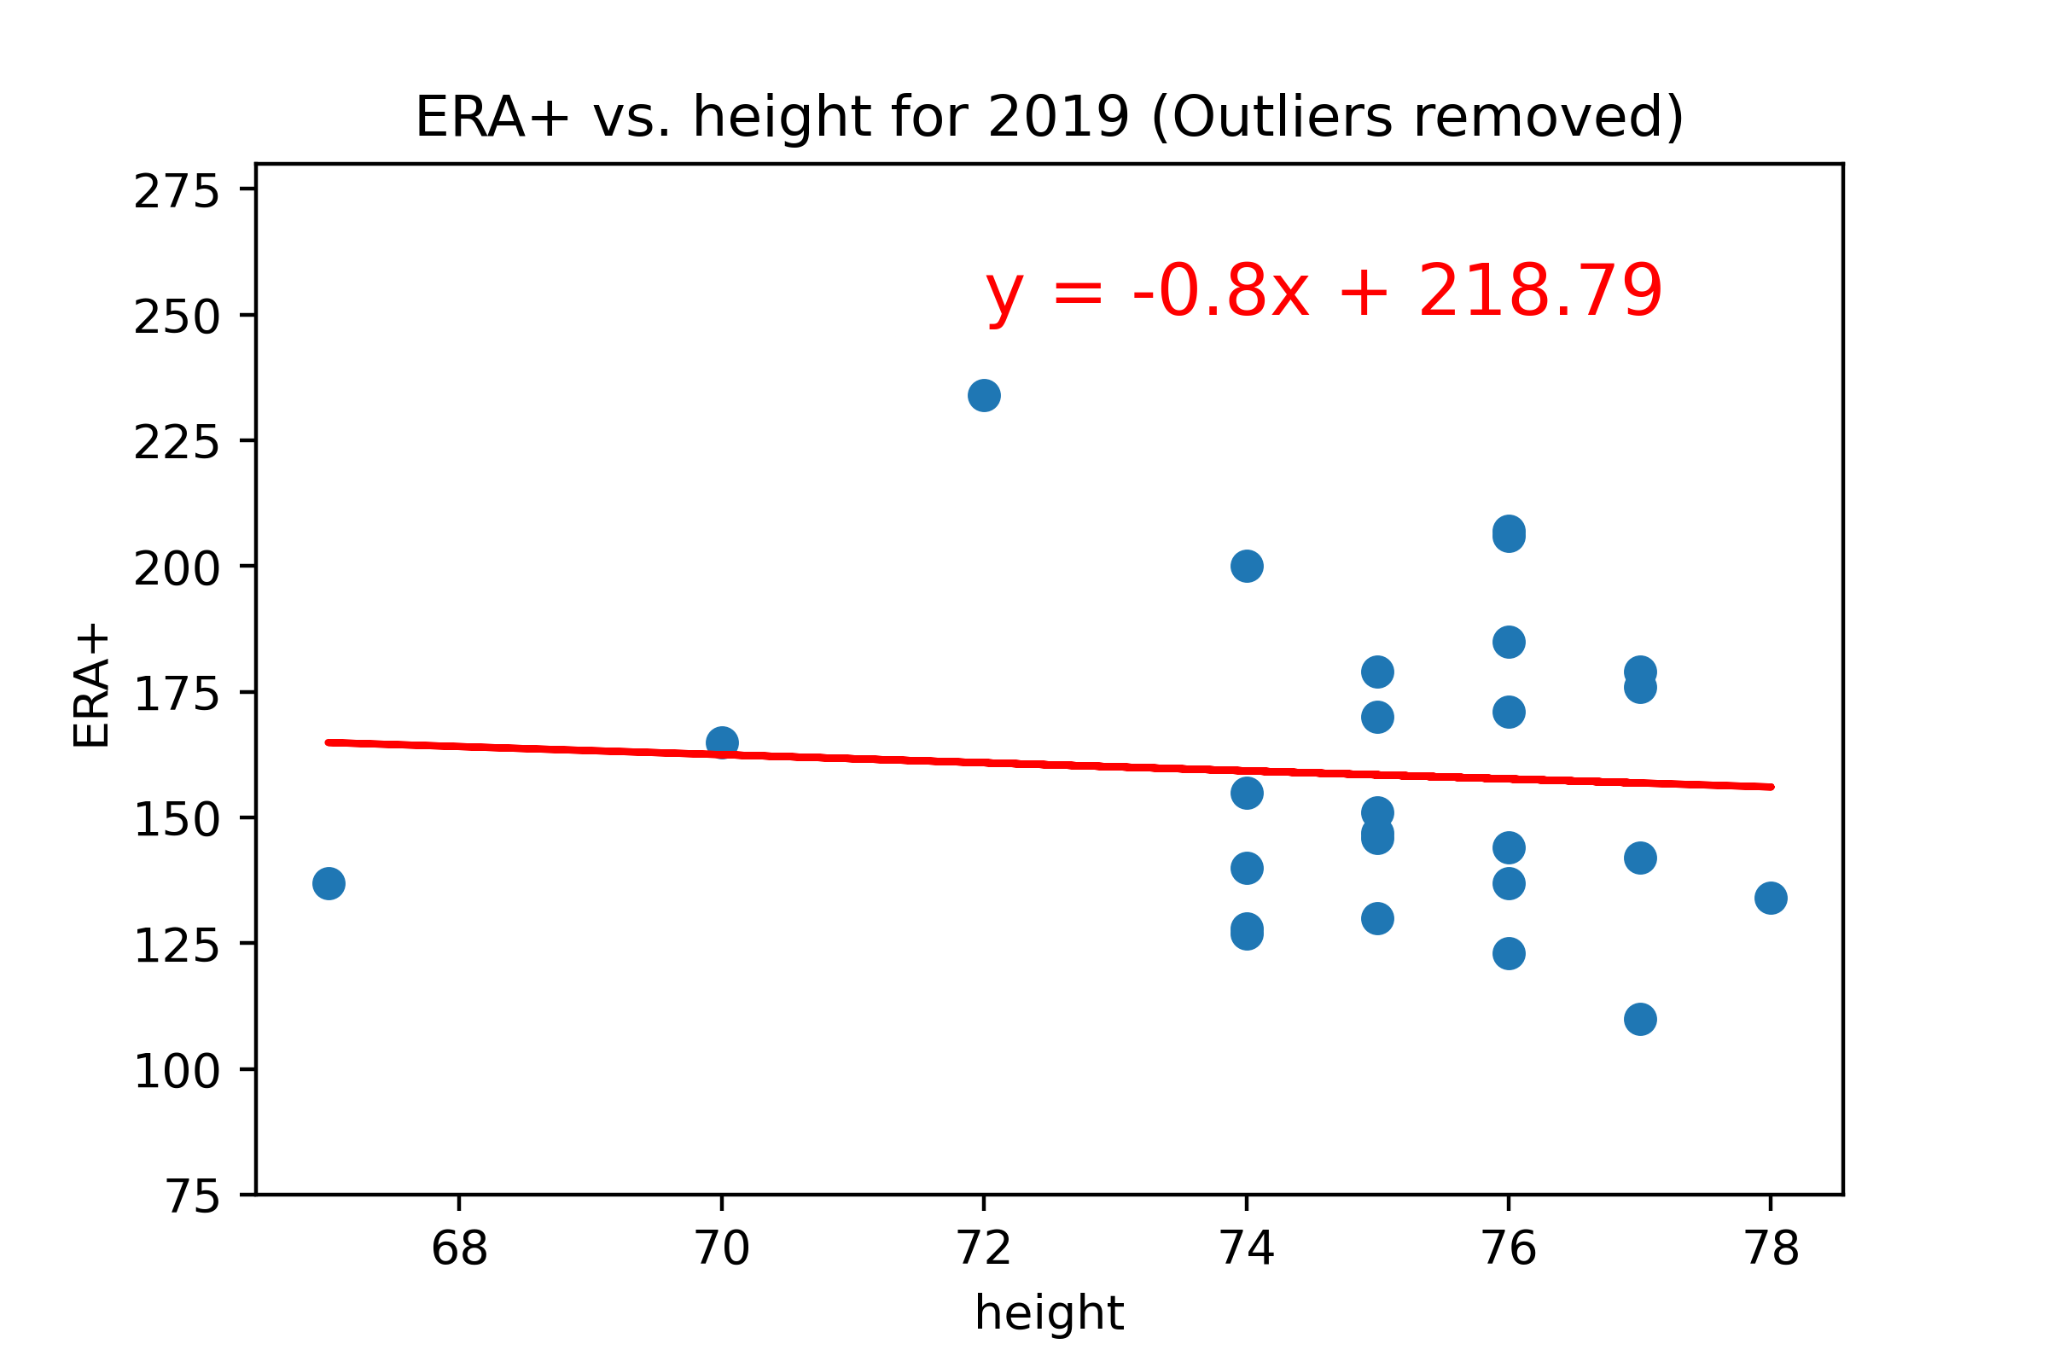 ERA+ vs. height for 2019 (Outliers removed)
y = -0.8x + 218.79
275
250
225
200
175
150
125
100
75
ERA+
68 70 72 74 76 78
height